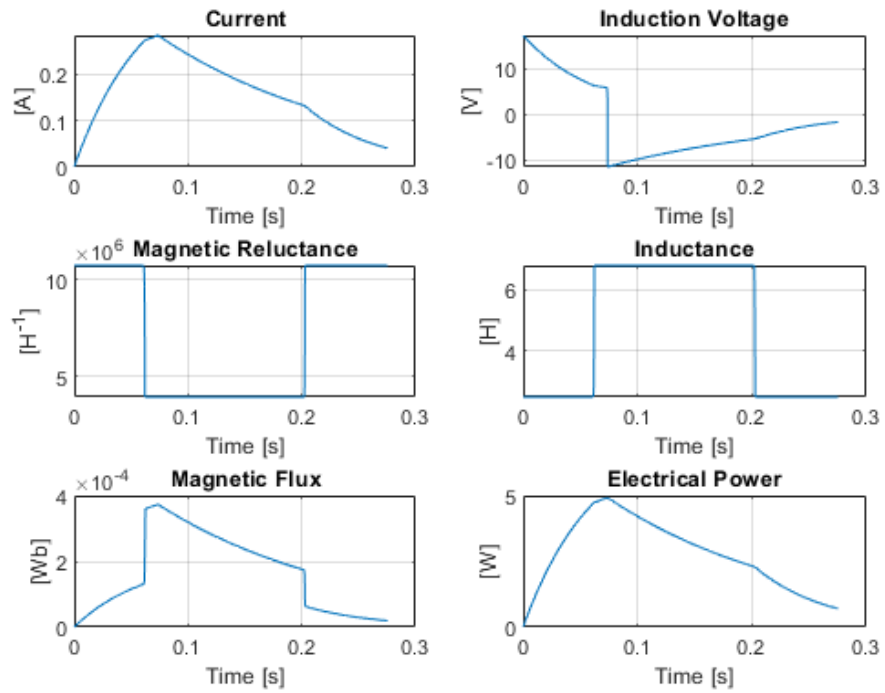 Current
[A]
0.2
0.1
0
0 0.1 0.2 0.3
Time [s]
Induction Voltage
[V]
10
0
-10
0 0.1 0.2 0.3
Time [s]
×10⁶ Magnetic Reluctance
[H⁻¹]
10
5
0 0.1 0.2 0.3
Time [s]
Inductance
[H]
6
4
0 0.1 0.2 0.3
Time [s]
×10⁻⁴ Magnetic Flux
[Wb]
4
2
0
0 0.1 0.2 0.3
Time [s]
Electrical Power
[W]
5
0
0 0.1 0.2 0.3
Time [s]